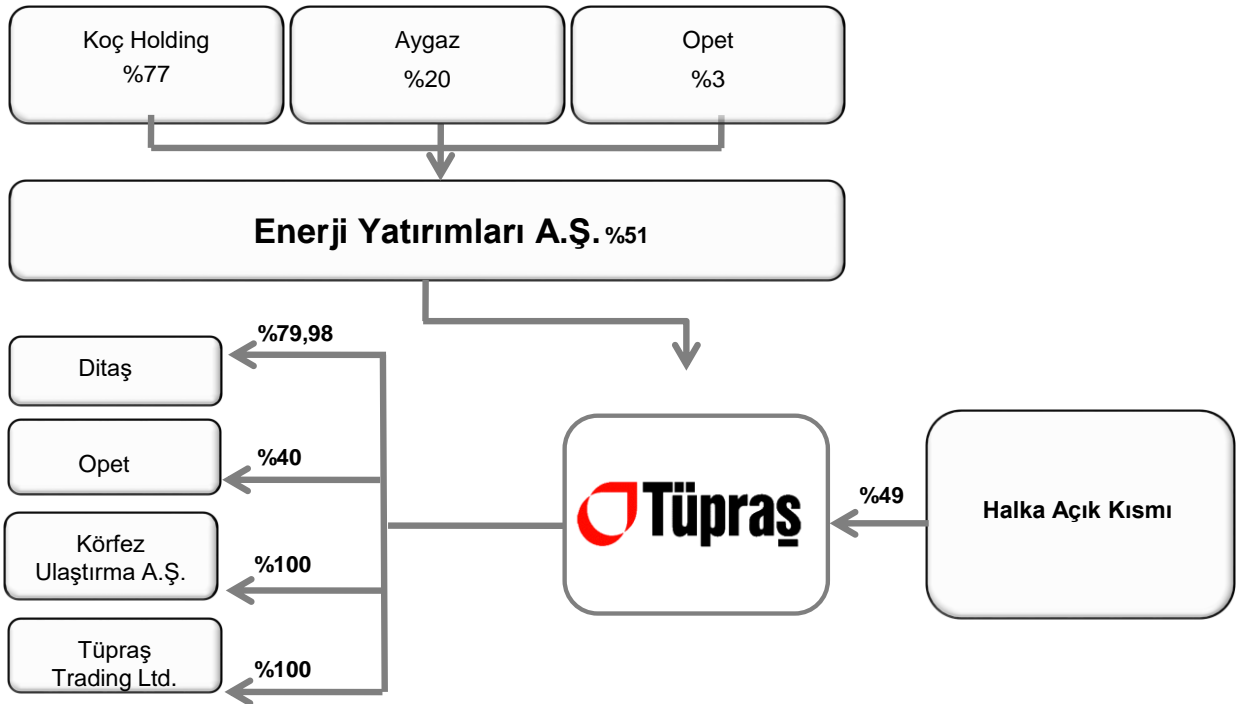 Koç Holding
%77
Aygaz
%20
Opet
%3
Enerji Yatırımları A.Ş. %51
%79,98
Ditaş
Opet
%40
Körfez
Ulaştırma A.Ş.
%100
Tüpraş
Trading Ltd.
%100
Tüpraş
%49
Halka Açık Kısmı